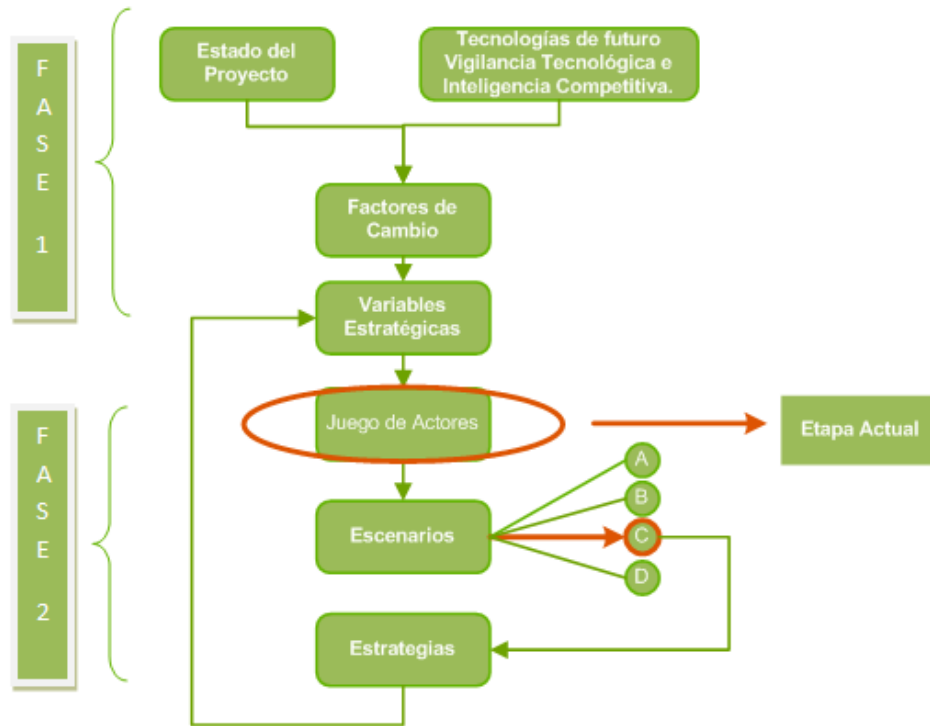 F
A
S
E
1
Estado del
Proyecto
Tecnologías de futuro
Vigilancia Tecnológica e
Inteligencia Competitiva.
Factores de
Cambio
Variables
Estratégicas
F
A
S
E
2
Juego de Actores
Etapa Actual
Escenarios
A
B
C
D
Estrategias